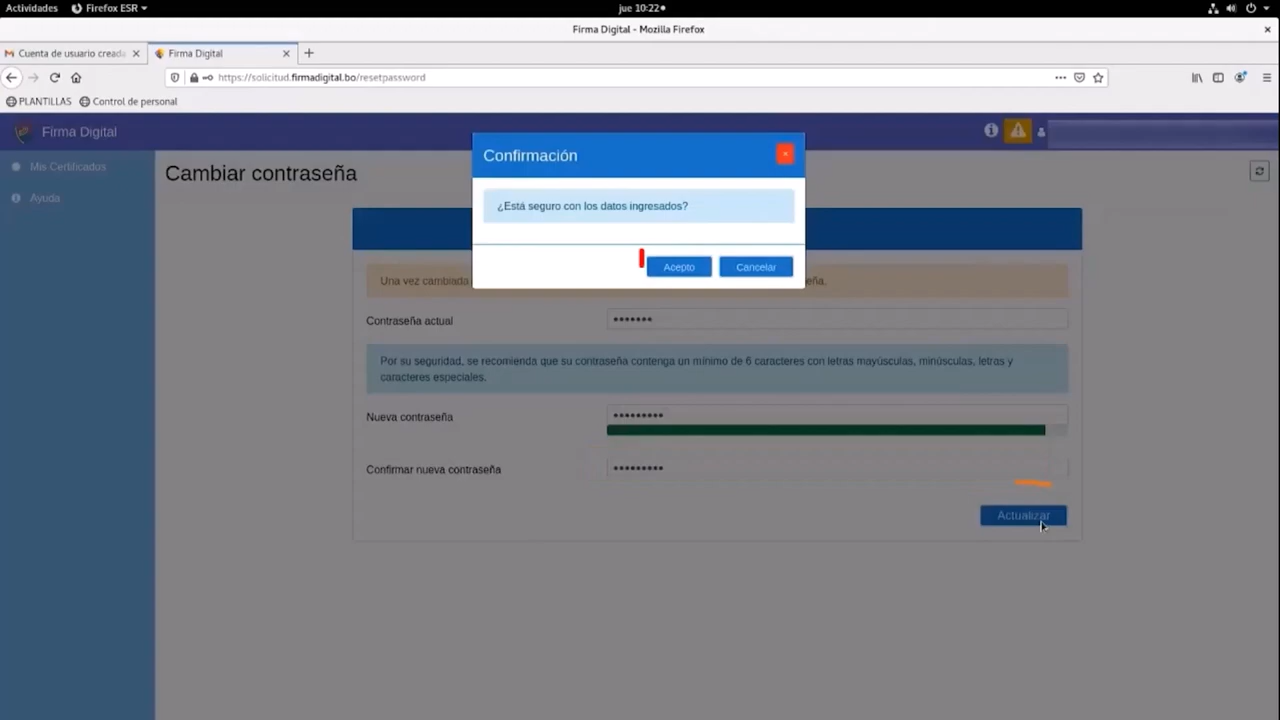 Actividades
Firefox ESR
jue 10:22
Firma Digital - Mozilla Firefox
Cuenta de usuario creada
Firma Digital
https://solicitud.firmadigital.bo/resetpassword
PLANTILLAS
Control de personal
Firma Digital
Mis Certificados
Ayuda
Cambiar contraseña
Confirmación
¿Está seguro con los datos ingresados?
Acepto
Cancelar
Una vez cambiada
Contraseña actual
Por su seguridad, se recomienda que su contraseña contenga un mínimo de 6 caracteres con letras mayúsculas, minúsculas, letras y
caracteres especiales.
Nueva contraseña
Confirmar nueva contraseña
Actualizar